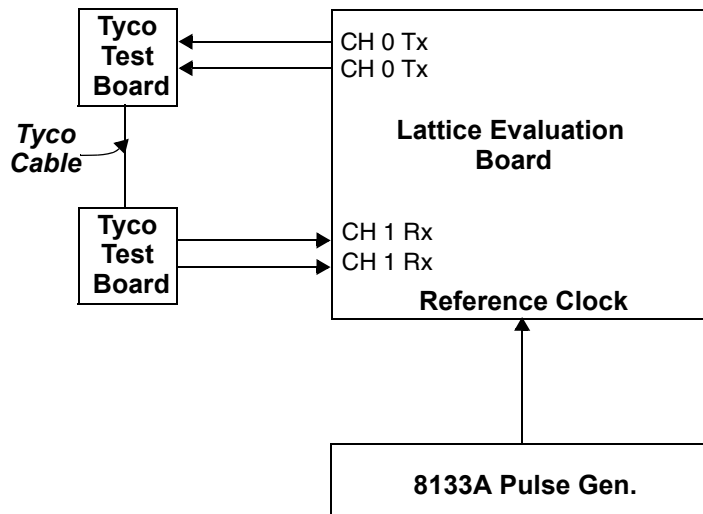 Tyco
Test
Board
CH 0 Tx
CH 0 Tx
Lattice Evaluation
Board
Tyco
Cable
Tyco
Test
Board
CH 1 Rx
CH 1 Rx
Reference Clock
8133A Pulse Gen.